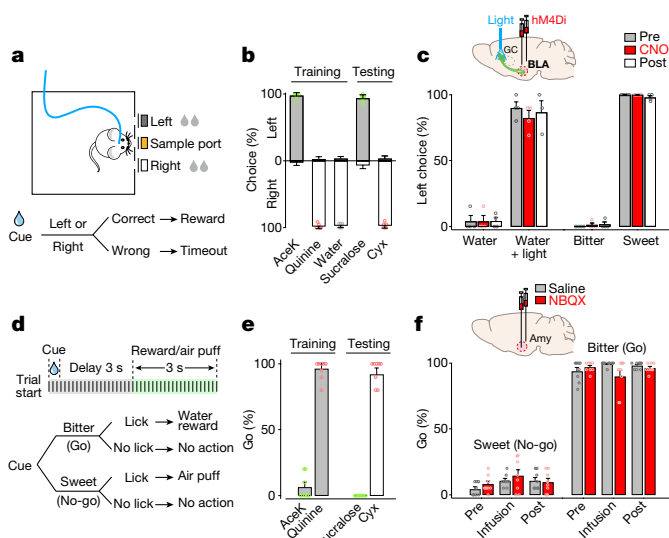 a
Left
Sample port
Right
Cue
Left or
Right
Correct
Reward
Wrong
Timeout
b
Training
Testing
100
Left
0
Choice (%)
Right
100
AceK
Quinine
Water
Sucralose
Cyx
c
Light
hM4Di
GC
BLA
Pre
CNO
Post
100
50
0
Left choice (%)
Water
Water
+ light
Bitter
Sweet
d
Cue
Reward/air puff
Delay 3 s
3 s
Trial
start
Bitter
(Go)
Lick
Water
reward
No lick
No action
Cue
Sweet
(No-go)
Lick
Air puff
No lick
No action
e
Training
Testing
100
50
0
Go (%)
AceK
Quinine
Sucralose
Cyx
f
Saline
NBQX
Amy
Bitter (Go)
100
50
0
Go (%)
Sweet (No-go)
Pre
Infusion
Post
Pre
Infusion
Post